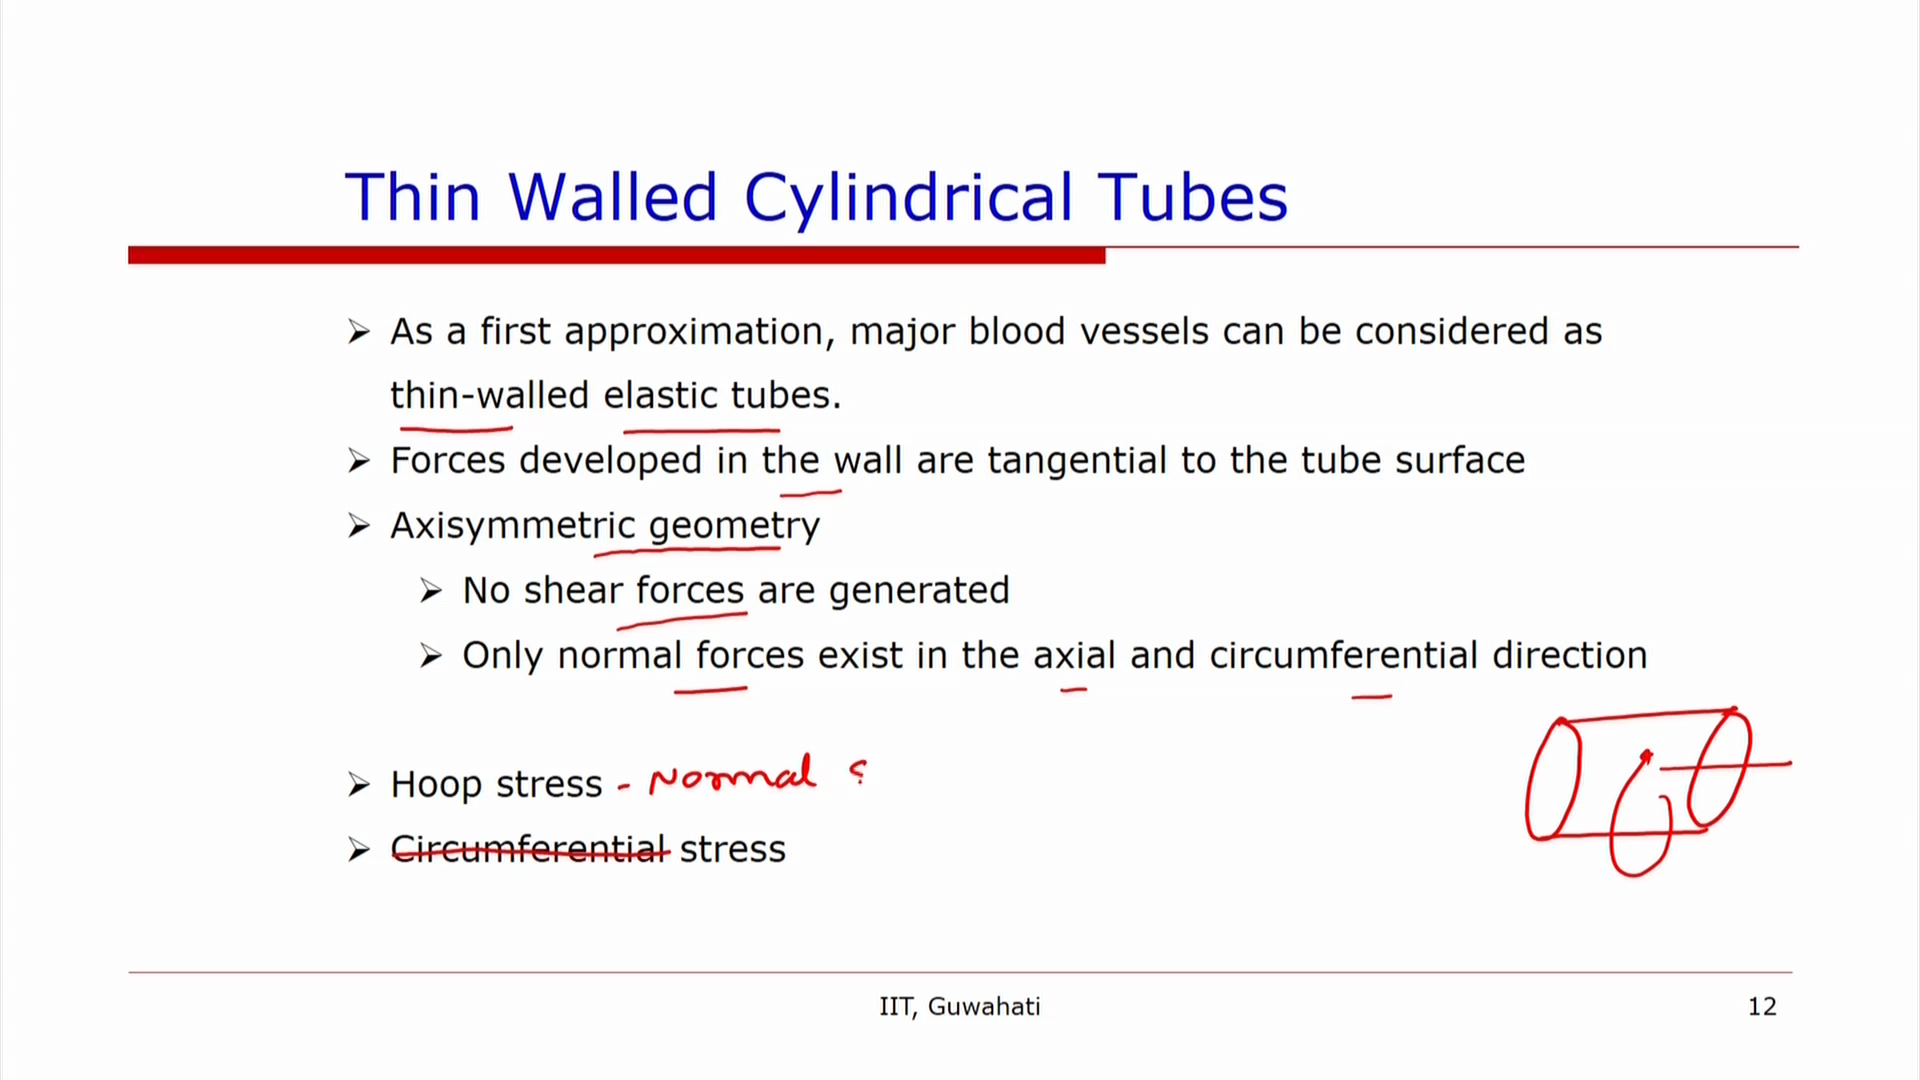 Thin Walled Cylindrical Tubes
➢ As a first approximation, major blood vessels can be considered as
thin-walled elastic tubes.
➢ Forces developed in the wall are tangential to the tube surface
➢ Axisymmetric geometry
➢ No shear forces are generated
➢ Only normal forces exist in the axial and circumferential direction
➢ Hoop stress - Normal
➢ Circumferential stress
IIT, Guwahati
12